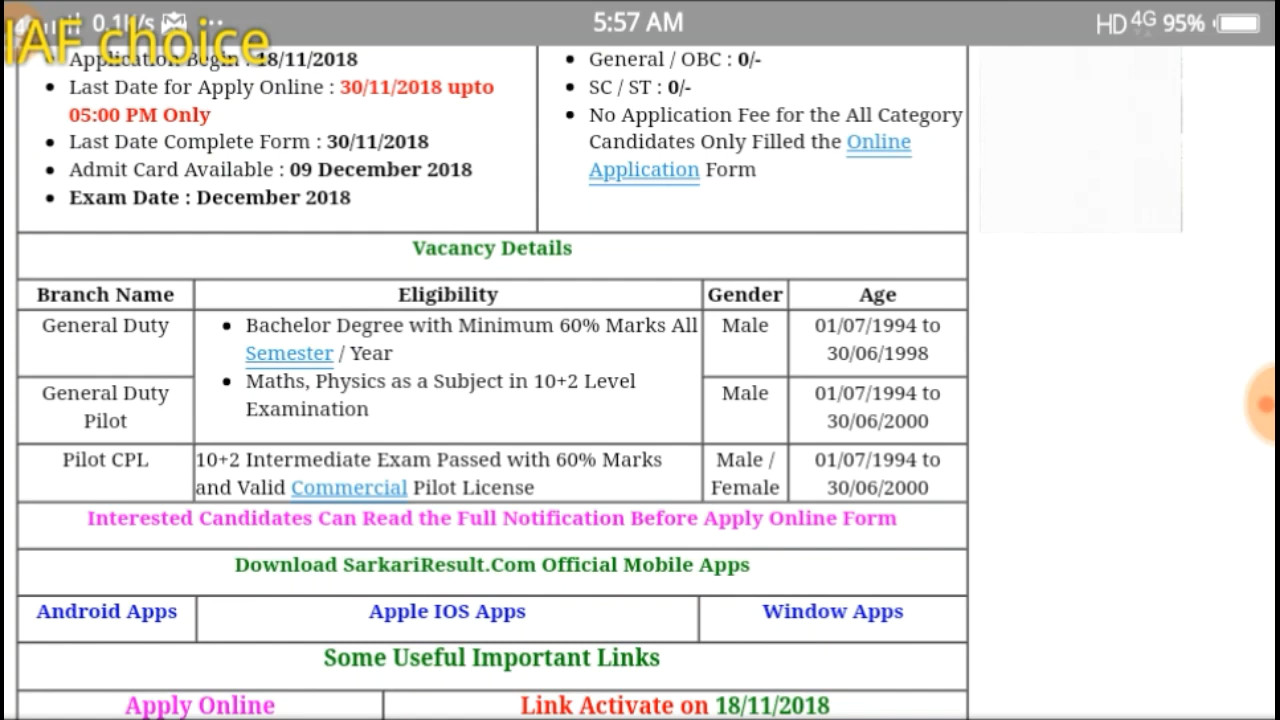 0.1K/s ... 5:57 AM HD 4G 95%
IAF choice
Application Begin : 18/11/2018
Last Date for Apply Online : 30/11/2018 upto
05:00 PM Only
Last Date Complete Form : 30/11/2018
Admit Card Available : 09 December 2018
Exam Date : December 2018
General / OBC : 0/-
SC / ST : 0/-
No Application Fee for the All Category
Candidates Only Filled the Online
Application Form
Vacancy Details
Branch Name Eligibility Gender Age
General Duty
Bachelor Degree with Minimum 60% Marks All
Semester / Year
Maths, Physics as a Subject in 10+2 Level
Examination
Male
01/07/1994 to
30/06/1998
General Duty
Pilot
Male
01/07/1994 to
30/06/2000
Pilot CPL
10+2 Intermediate Exam Passed with 60% Marks
and Valid Commercial Pilot License
Male /
Female
01/07/1994 to
30/06/2000
Interested Candidates Can Read the Full Notification Before Apply Online Form
Download SarkariResult.Com Official Mobile Apps
Android Apps Apple IOS Apps Window Apps
Some Useful Important Links
Apply Online Link Activate on 18/11/2018